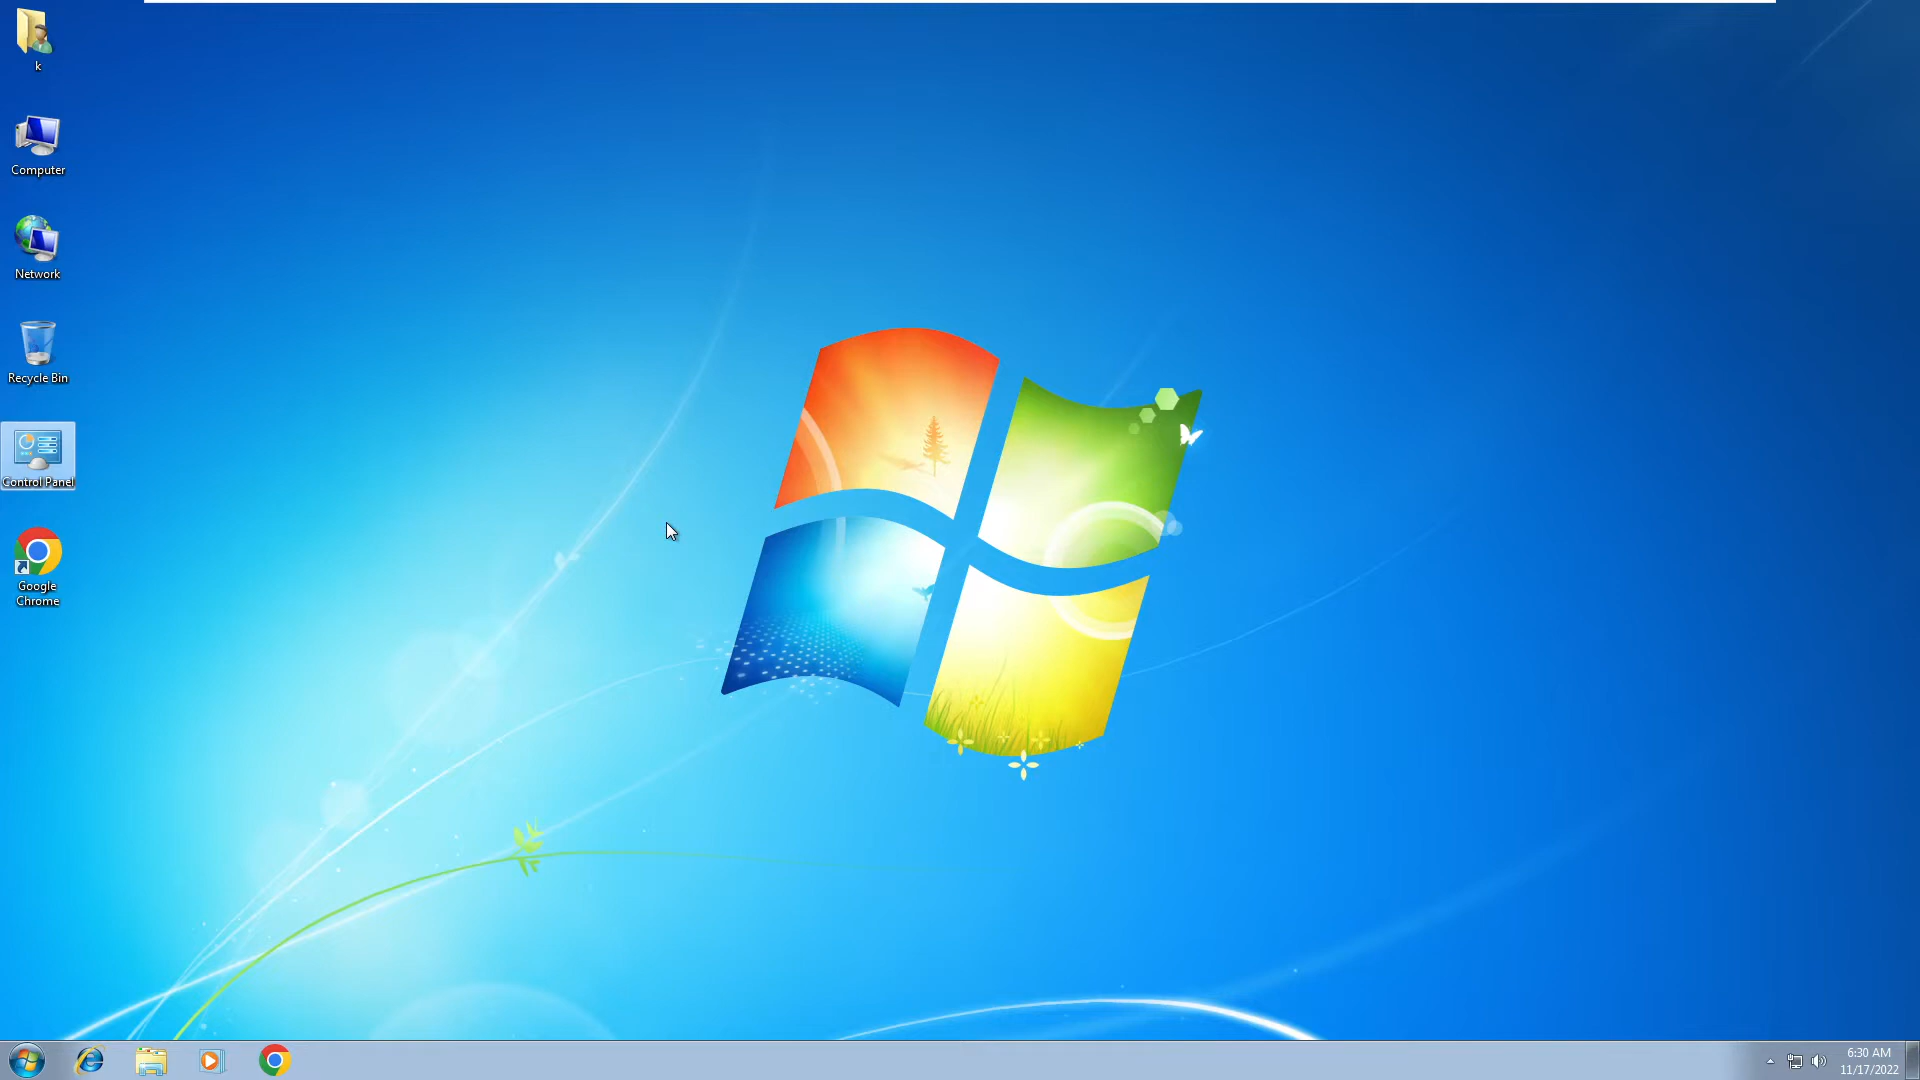 k
Computer
Network
Recycle Bin
Control Panel
Google
Chrome
6:30 AM
11/17/2022